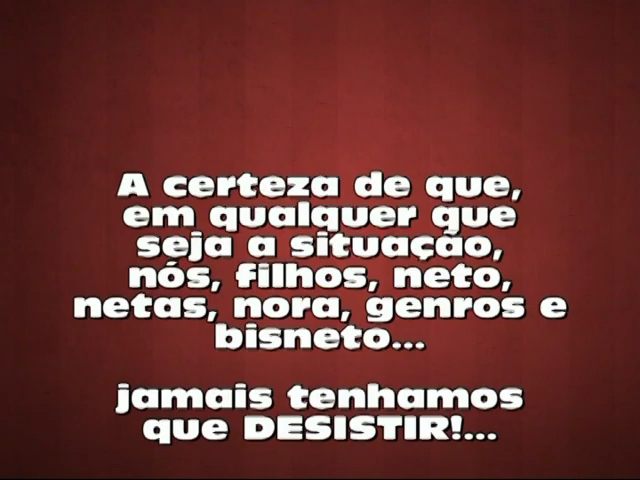 A certeza de que,
em qualquer que
seja a situação,
nós, filhos, neto,
netas, nora, genros e
bisneto...
jamais tenhamos
que DESISTIR!...